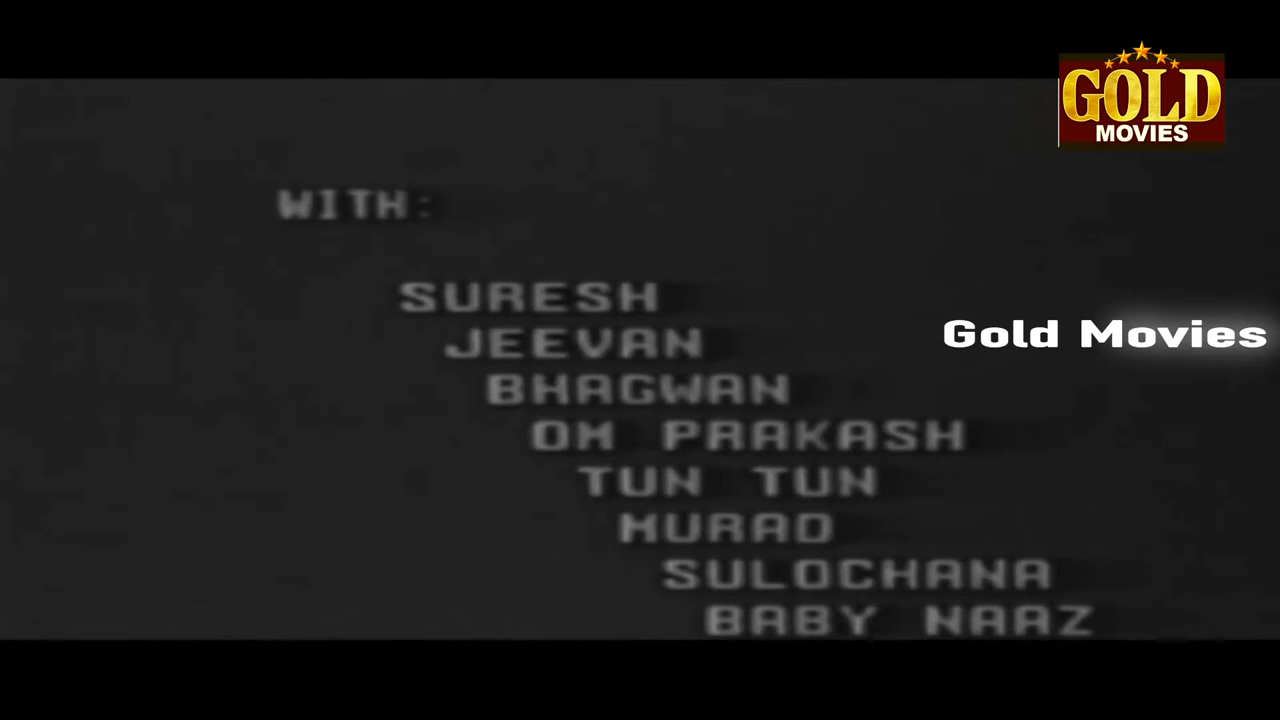 GOLD
MOVIES
WITH:
SURESH
JEEVAN
Gold Movies
BHAGWAN
OM PRAKASH
TUN TUN
MURAD
SULOCHANA
BABY NAAZ